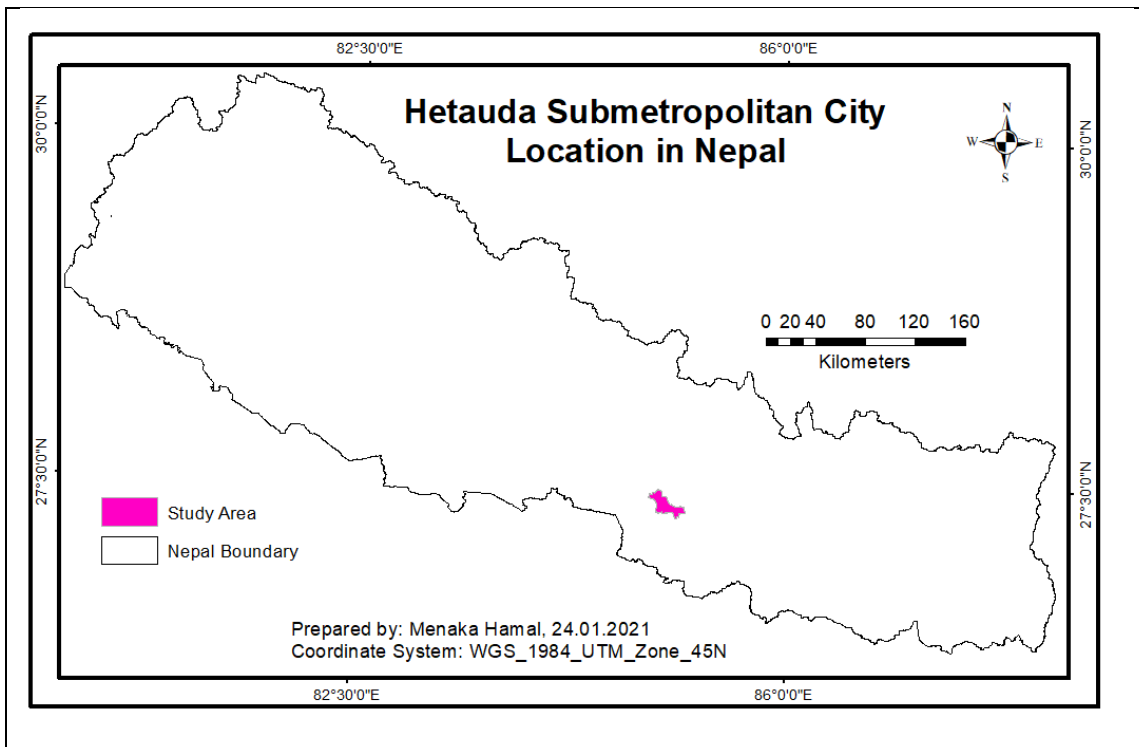 82°30'0"E
86°0'0"E
Hetauda Submetropolitan City
Location in Nepal
N
W
E
S
30°0'0"N
30°0'0"N
0 20 40 80 120 160
Kilometers
27°30'0"N
27°30'0"N
Study Area
Nepal Boundary
Prepared by: Menaka Hamal, 24.01.2021
Coordinate System: WGS_1984_UTM_Zone_45N
82°30'0"E
86°0'0"E